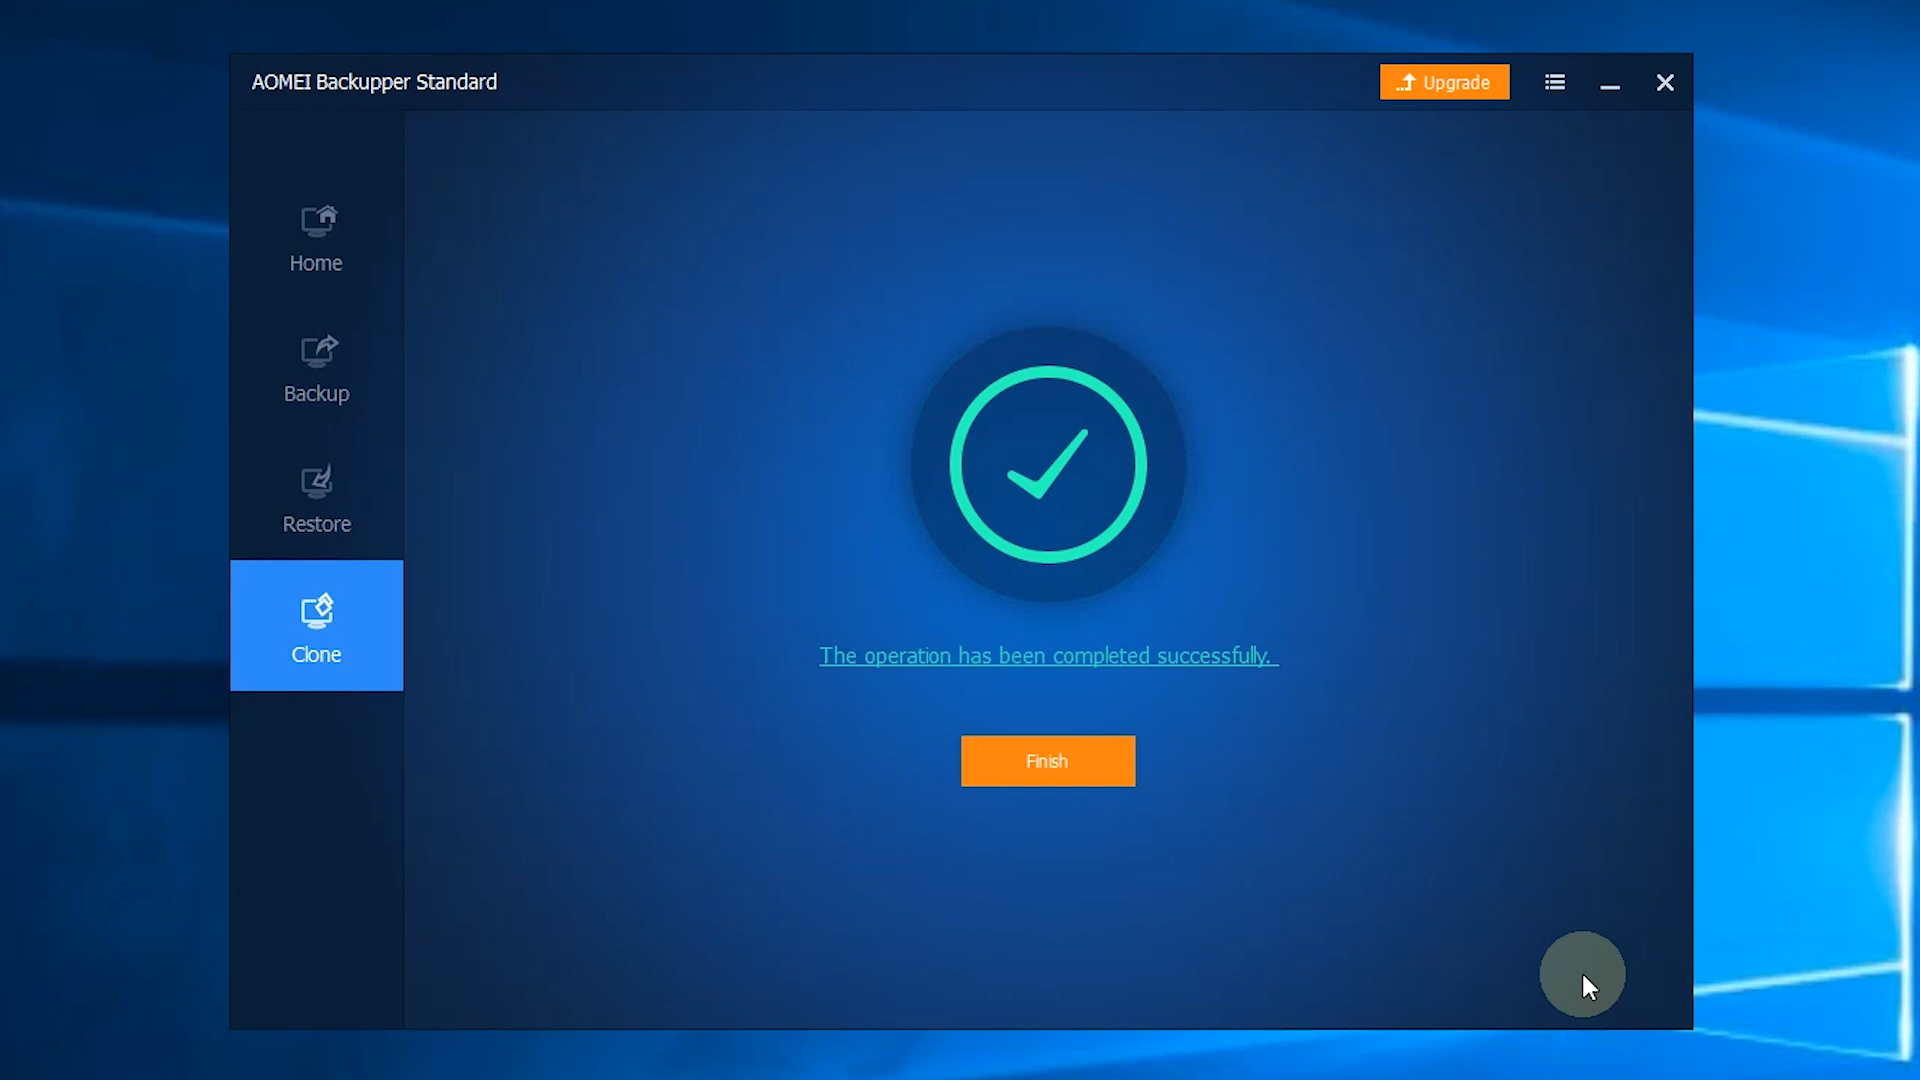 AOMEI Backupper Standard
Upgrade
Home
Backup
Restore
Clone
The operation has been completed successfully.
Finish